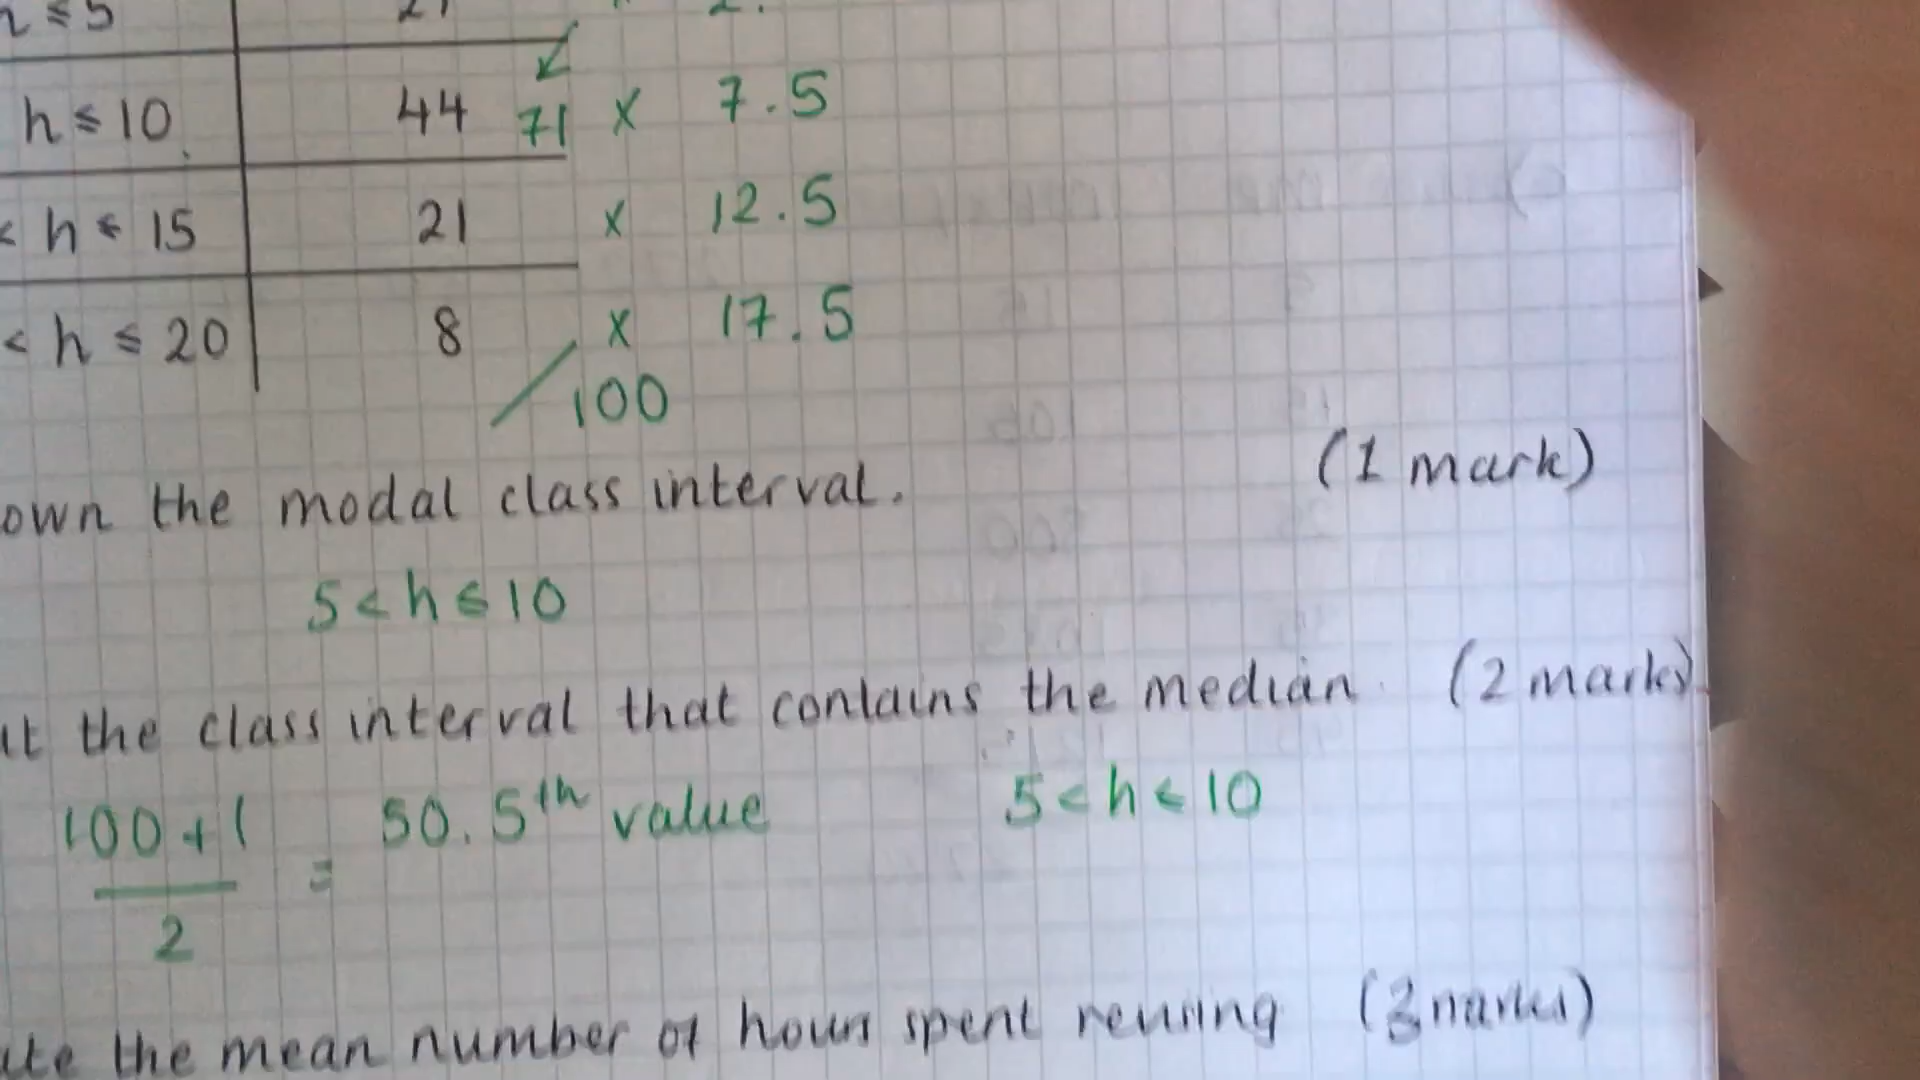 h ≤ 10 44 71 x 7.5
< h ≤ 15 21 x 12.5
< h ≤ 20 8 x 17.5
100
own the modal class interval. (1 mark)
5 < h ≤ 10
the class interval that contains the median (2 marks)
100 + 1 = 50.5th value 5 < h ≤ 10
2
the mean number of hours spent revising (3 marks)